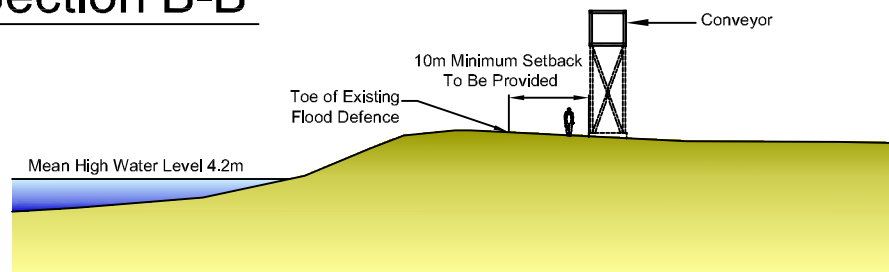 Section B-B
Conveyor
10m Minimum Setback
To Be Provided
Toe of Existing
Flood Defence
Mean High Water Level 4.2m